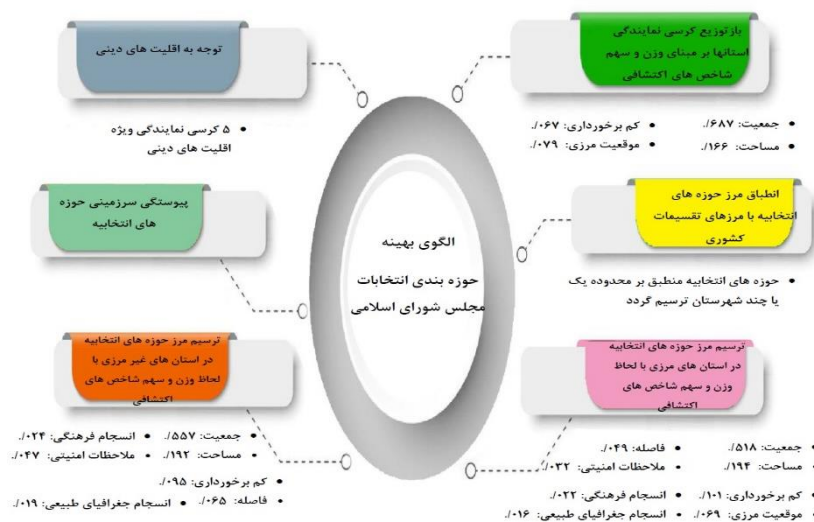 بازتوزیع کرسی نمایندگی
استانها بر مبنای وزن و سهم
شاخص های اکتشافی
جمعیت: ۶۸۷/. • کم برخورداری: ۰۶۷/.
مساحت: ۱۶۶/. • موقعیت مرزی: ۰۷۹/.
توجه به اقلیت های دینی
• ۵ کرسی نمایندگی ویژه
اقلیت های دینی
انطباق مرز حوزه های
انتخابیه با مرزهای تقسیمات
کشوری
• حوزه های انتخابیه منطبق بر محدوده یک
یا چند شهرستان ترسیم گردد
پیوستگی سرزمینی حوزه
های انتخابیه
الگوی بهینه
حوزه بندی انتخابات
مجلس شورای اسلامی
ترسیم مرز حوزه های انتخابیه
در استان های مرزی با لحاظ
وزن و سهم شاخص های
اکتشافی
• جمعیت: ۵۱۸/. • فاصله: ۰۴۹/.
• مساحت: ۱۹۴/. • ملاحظات امنیتی: ۰۳۲/.
• کم برخورداری: ۱۰۱/. • انسجام فرهنگی: ۰۲۲/.
• موقعیت مرزی: ۰۶۹/. • انسجام جغرافیای طبیعی: ۰۱۶/.
ترسیم مرز حوزه های انتخابیه
در استان های غیر مرزی با
لحاظ وزن و سهم شاخص های
اکتشافی
• جمعیت: ۵۵۷/. • انسجام فرهنگی: ۰۲۴/.
• مساحت: ۱۹۲/. • ملاحظات امنیتی: ۰۴۷/.
• کم برخورداری: ۰۹۵/.
• فاصله: ۰۶۵/. • انسجام جغرافیای طبیعی: ۰۱۹/.